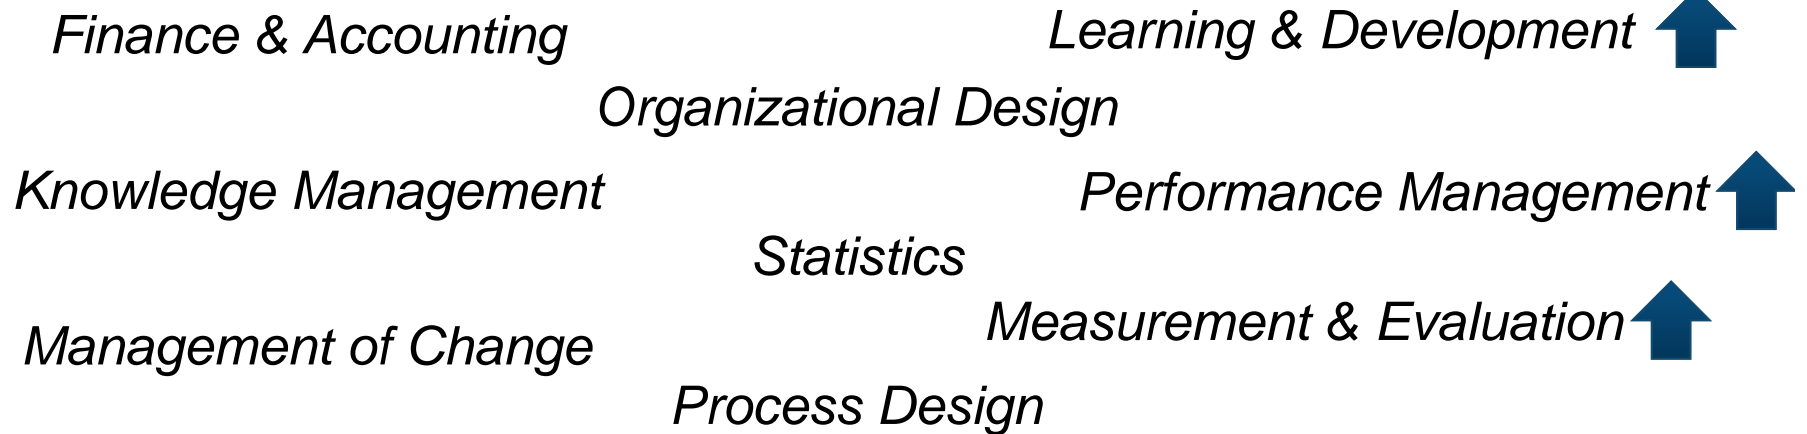 Finance & Accounting
Learning & Development
Organizational Design
Knowledge Management
Performance Management
Statistics
Measurement & Evaluation
Management of Change
Process Design